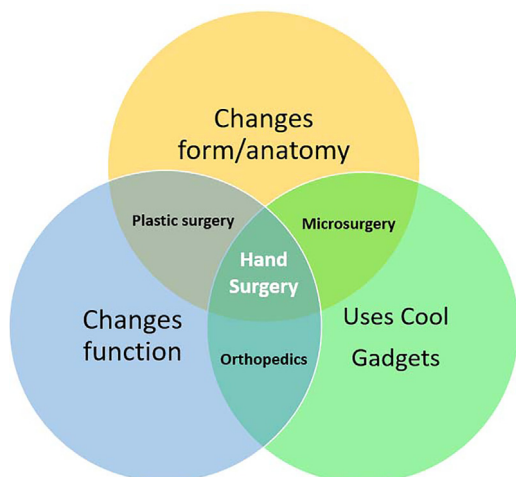 Changes
form/anatomy
Plastic surgery
Microsurgery
Hand
Surgery
Changes
function
Uses Cool
Gadgets
Orthopedics